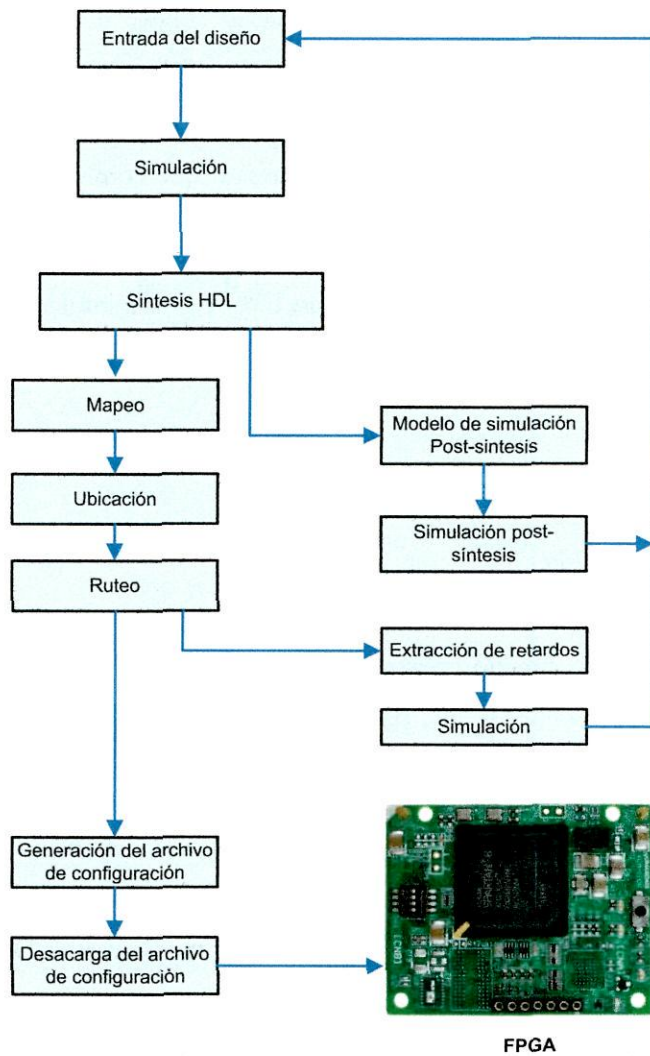 Entrada del diseño
Simulación
Sintesis HDL
Mapeo
Modelo de simulación
Post-sintesis
Ubicación
Simulación post-
síntesis
Ruteo
Extracción de retardos
Simulación
Generación del archivo
de configuración
Desacarga del archivo
de configuración
FPGA